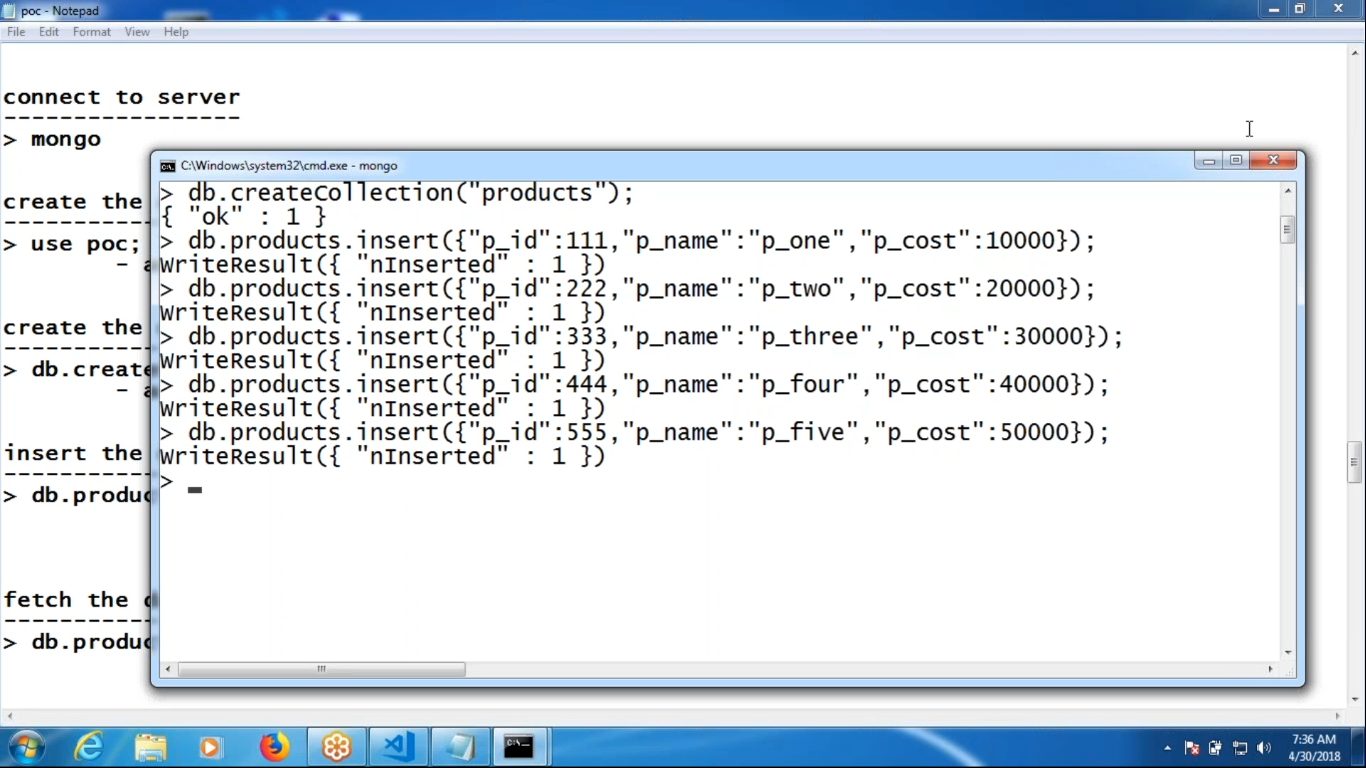 poc - Notepad
File Edit Format View Help
connect to server
-----------------
> mongo
create the
> use poc;
-
create the
> db.create
-
insert the
> db.produc
fetch the
> db.produc
C:\Windows\system32\cmd.exe - mongo
> db.createCollection("products");
{ "ok" : 1 }
> db.products.insert({"p_id":111,"p_name":"p_one","p_cost":10000});
WriteResult({ "nInserted" : 1 })
> db.products.insert({"p_id":222,"p_name":"p_two","p_cost":20000});
WriteResult({ "nInserted" : 1 })
> db.products.insert({"p_id":333,"p_name":"p_three","p_cost":30000});
WriteResult({ "nInserted" : 1 })
> db.products.insert({"p_id":444,"p_name":"p_four","p_cost":40000});
WriteResult({ "nInserted" : 1 })
> db.products.insert({"p_id":555,"p_name":"p_five","p_cost":50000});
WriteResult({ "nInserted" : 1 })
>
7:36 AM
4/30/2018